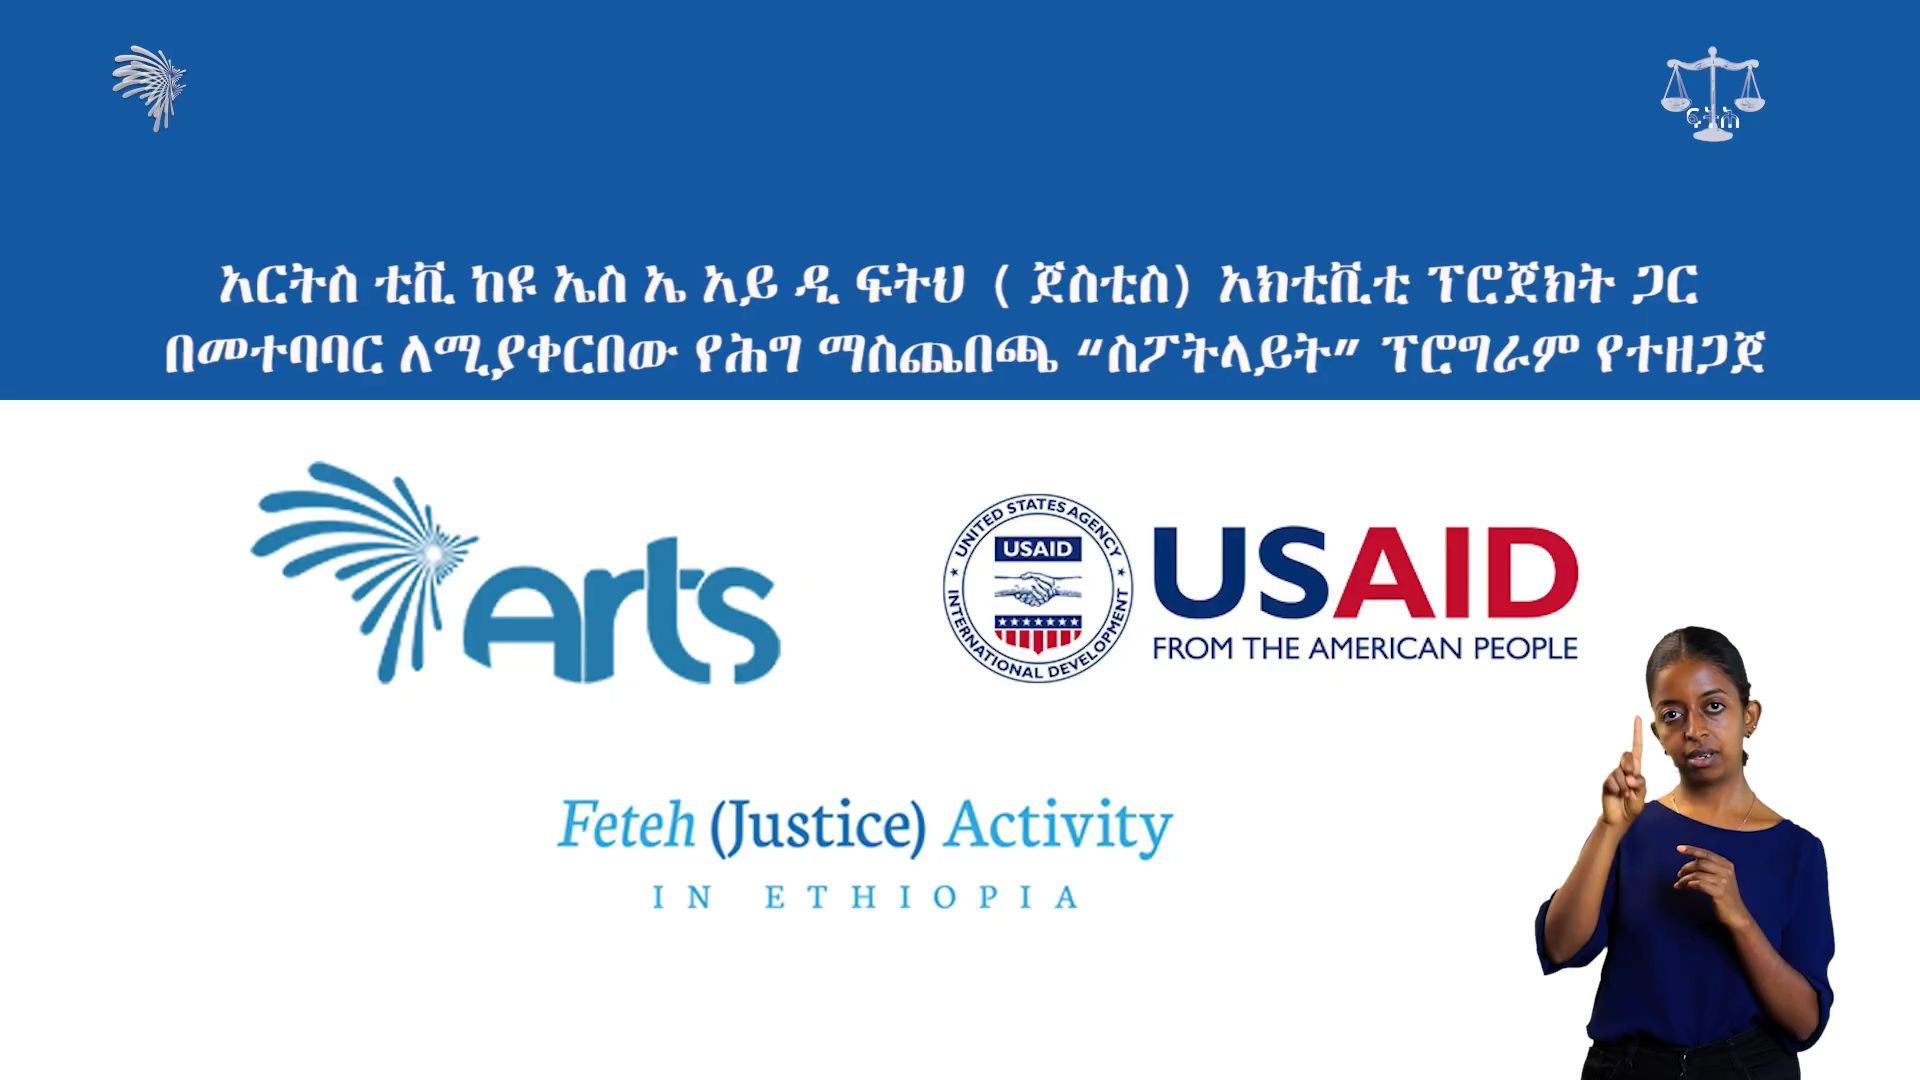 ፍትሕ
አርትስ ቲቪ ከዩ ኤስ ኤ አይ ዲ ፍትህ ( ጀስቲስ) አክቲቪቲ ፕሮጀክት ጋር
በመተባባር ለሚያቀርበው የሕግ ማስጨበጫ “ስፖትላይት” ፕሮግራም የተዘጋጀ
arts
UNITED STATES AGENCY
USAID
INTERNATIONAL DEVELOPMENT
USAID
FROM THE AMERICAN PEOPLE
Feteh (Justice) Activity
IN ETHIOPIA